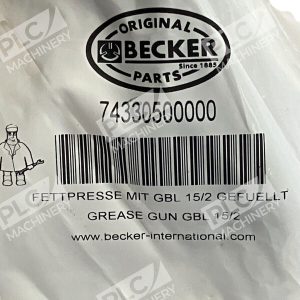 ORIGINAL
BECKER
Since 1885
PARTS
74330500000
FETTPRESSE MIT GBL 15/2 GEFUELLT
GREASE GUN GBL 15/2
www.becker-international.com
PLC MACHINERY